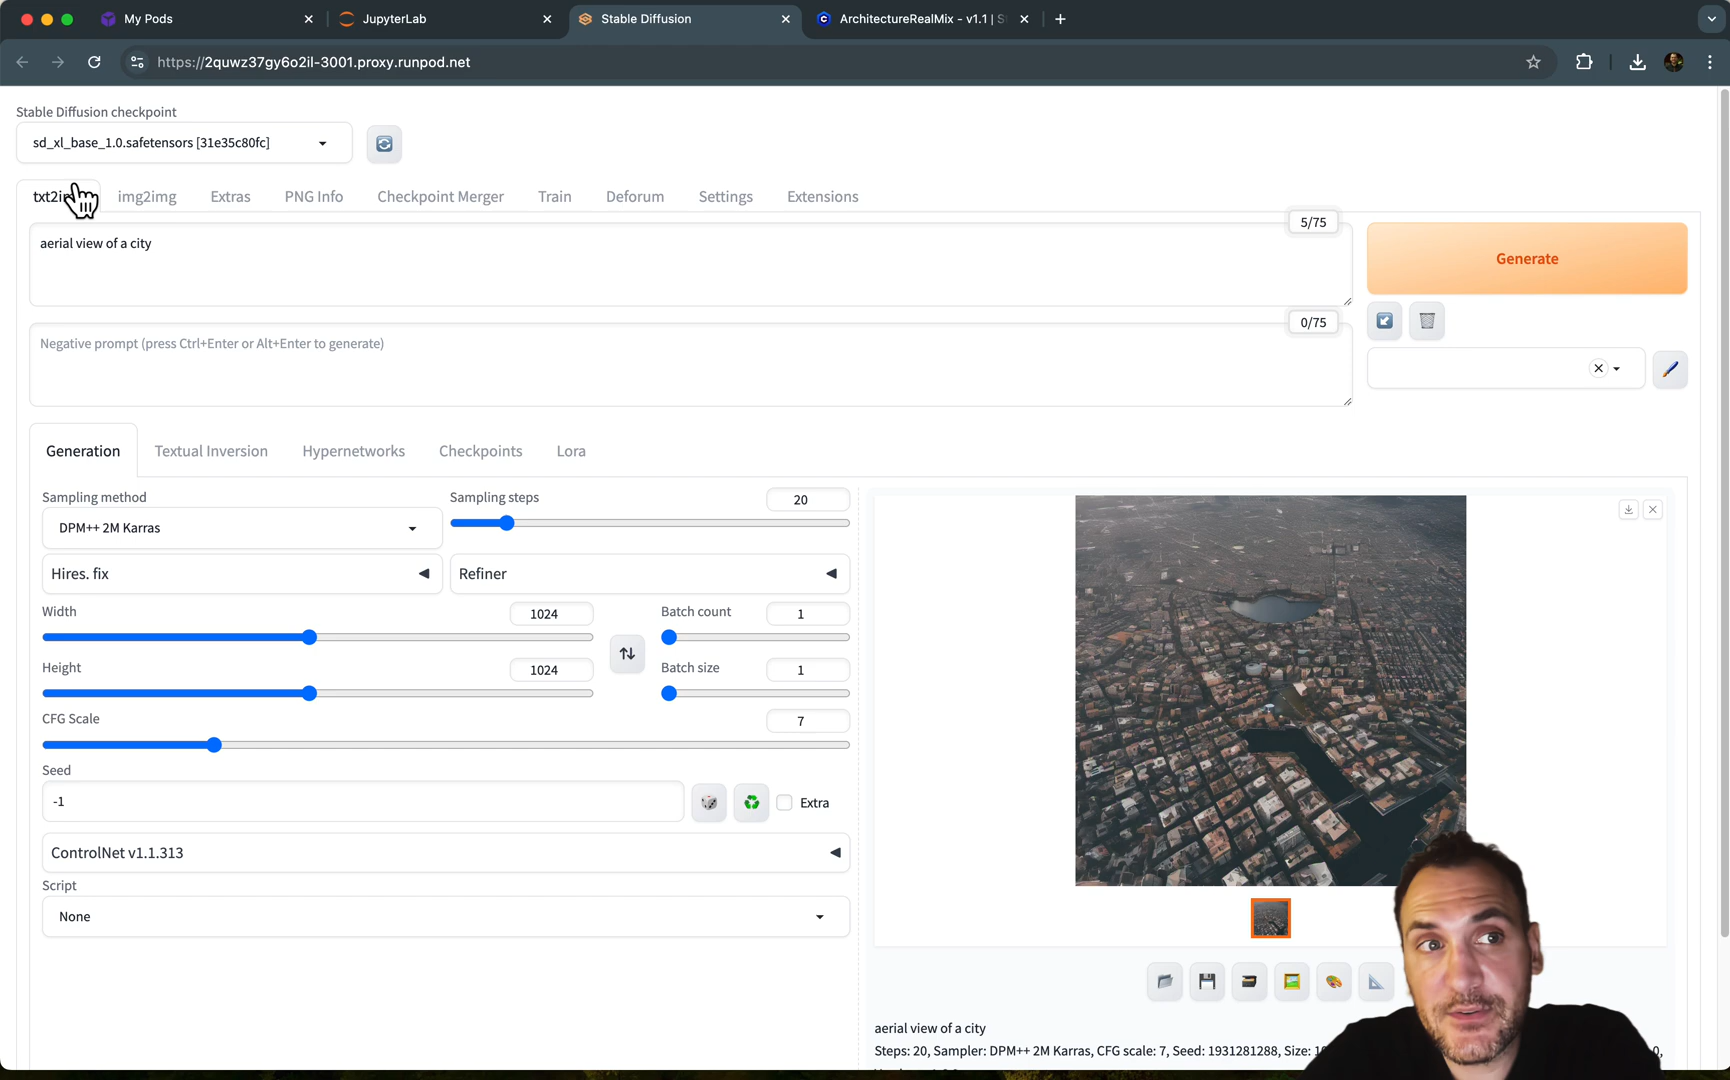 My Pods
JupyterLab
Stable Diffusion
ArchitectureRealMix - v1.1 | S
https://2quwz37gy6o2il-3001.proxy.runpod.net
Stable Diffusion checkpoint
sd_xl_base_1.0.safetensors [31e35c80fc]
txt2i
img2img
Extras
PNG Info
Checkpoint Merger
Train
Deforum
Settings
Extensions
5/75
aerial view of a city
Generate
0/75
Negative prompt (press Ctrl+Enter or Alt+Enter to generate)
Generation
Textual Inversion
Hypernetworks
Checkpoints
Lora
Sampling method
DPM++ 2M Karras
Sampling steps
20
Hires. fix
Refiner
Width
1024
Batch count
1
Height
1024
Batch size
1
CFG Scale
7
Seed
-1
Extra
ControlNet v1.1.313
Script
None
aerial view of a city
Steps: 20, Sampler: DPM++ 2M Karras, CFG scale: 7, Seed: 1931281288, Size: